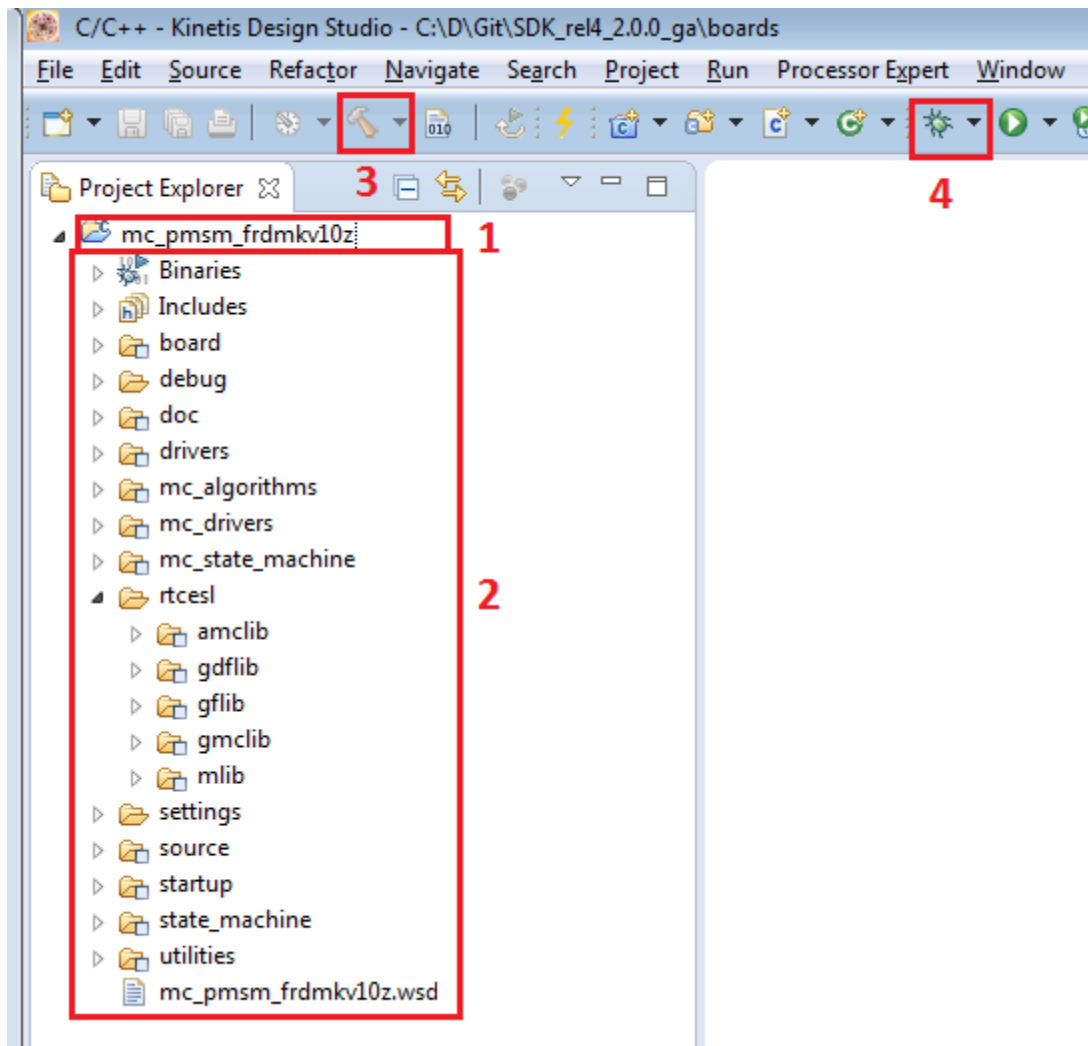 C/C++ - Kinetis Design Studio - C:\D\Git\SDK_rel4_2.0.0_ga\boards
File Edit Source Refactor Navigate Search Project Run Processor Expert Window
010
Project Explorer
3
4
mc_pmsm_frdmkv10z
1
Binaries
Includes
board
debug
doc
drivers
mc_algorithms
mc_drivers
mc_state_machine
rtcesl
2
amclib
gdflib
gflib
gmclib
mlib
settings
source
startup
state_machine
utilities
mc_pmsm_frdmkv10z.wsd